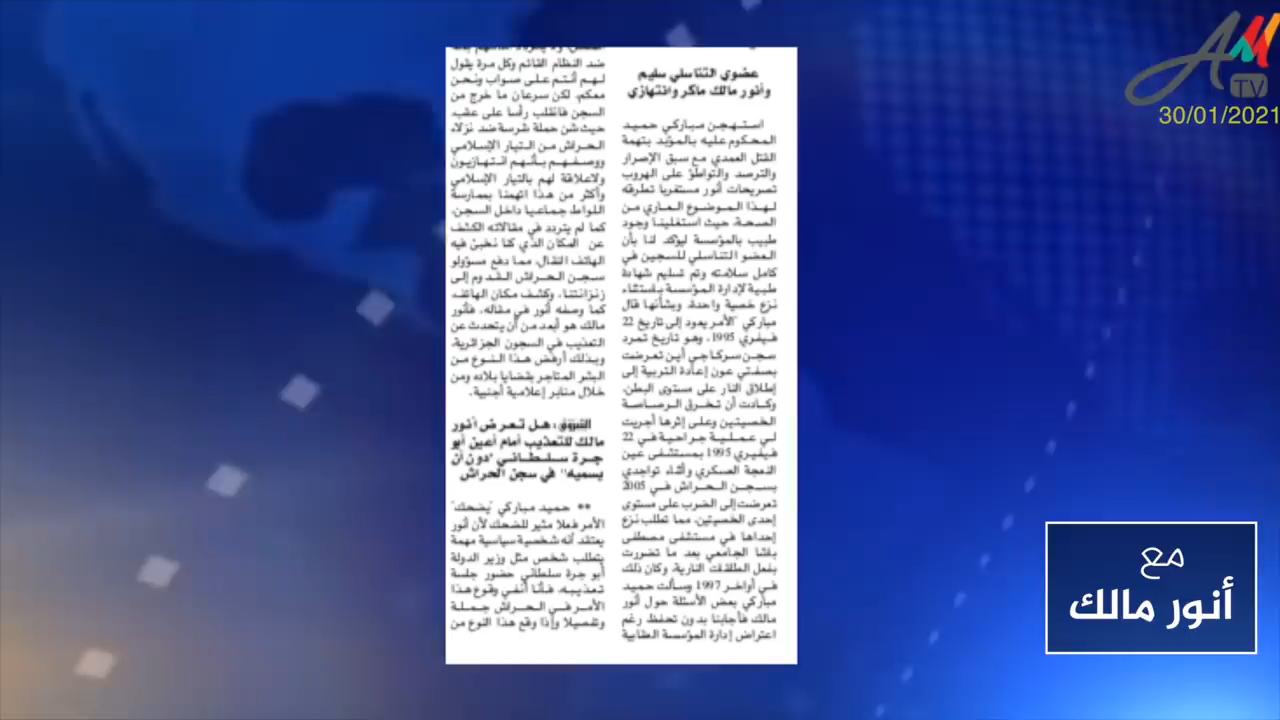 عضوي التناسلي سليم
وأنور مالك ماكر وانتهازي
استهجن مباركي حميد
المحكوم عليه بالمؤبد بتهمة
القتل العمدي مع سبق الإصرار
والترصد والتواطؤ على الهروب
تصريحات أنور مستغربا تطرقه
لهذا الموضوع العاري من
الصحة، حيث استغلينا وجود
طبيب بالمؤسسة ليؤكد لنا بأن
العضو التناسلي للسجين في
كامل سلامته وتم تسليم شهادة
طبية لإدارة المؤسسة باستثناء
نزع خصية واحدة، وبشأنها قال
مباركي "الأمر يعود إلى تاريخ 22
فيفري 1995، وهو تاريخ تمرد
سجن سركاجي أين تعرضت
بصفتي عون إعادة التربية إلى
إطلاق النار على مستوى البطن،
وكادت أن تخرق الرصاصة
الخصيتين وعلى إثرها أجريت
لي عملية جراحية في 22
فيفيري 1995 بمستشفى عين
النعجة العسكري وأثناء تواجدي
بسجن الحراش في 2005
تعرضت إلى الضرب على مستوى
إحدى الخصيتين، مما تطلب نزع
إحداها في مستشفى مصطفى
باشا الجامعي بعد ما تضررت
بفعل الطلقات النارية، وكان ذلك
في أواخر 1997 وسألت حميد
مباركي بعض الأسئلة حول أنور
مالك فأجابنا بدون تحفظ رغم
اعتراض إدارة المؤسسة العقابية
ضد النظام القائم وكل مرة يقول
لهم أنتم على صواب ونحن
معكم، لكن سرعان ما خرج من
السجن فانقلب رأسا على عقب،
حيث شن حملة شرسة ضد نزلاء
الحراش من التيار الإسلامي
ووصفهم بأنهم انتهازيون
ولاعلاقة لهم بالتيار الإسلامي
وأكثر من هذا اتهمنا بممارسة
اللواط جماعيا داخل السجن،
كما لم يتردد في مقالاته الكشف
عن المكان الذي كنا نخبئ فيه
الهاتف النقال، مما دفع مسؤولو
سجن الحراش القدوم إلى
زنزانتنا، وكشف مكان الهاتف،
كما وصفه أنور في مقاله، فأنور
مالك هو أبعد من أن يتحدث عن
التعذيب في السجون الجزائرية،
وبذلك أرفض هذا النوع من
البشر المتاجر بقضايا بلاده ومن
خلال منابر إعلامية أجنبية.
الشروق: هل تعرض أنور
مالك للتعذيب أمام أعين أبو
جرة سلطاني "دون أن
يسميه" في سجن الحراش
** حميد مباركي "يضحك"
الأمر فعلا مثير للضحك لأن أنور
يعتقد أنه شخصية سياسية مهمة
يتطلب شخص مثل وزير الدولة
أبو جرة سلطاني حضور جلسة
تعذيبه، فأنا أنفي وقوع هذا
الأمر في الحراش جملة
وتفصيلا وإذا وقع هذا النوع من
AM
TV
30/01/2021
مع
أنور مالك